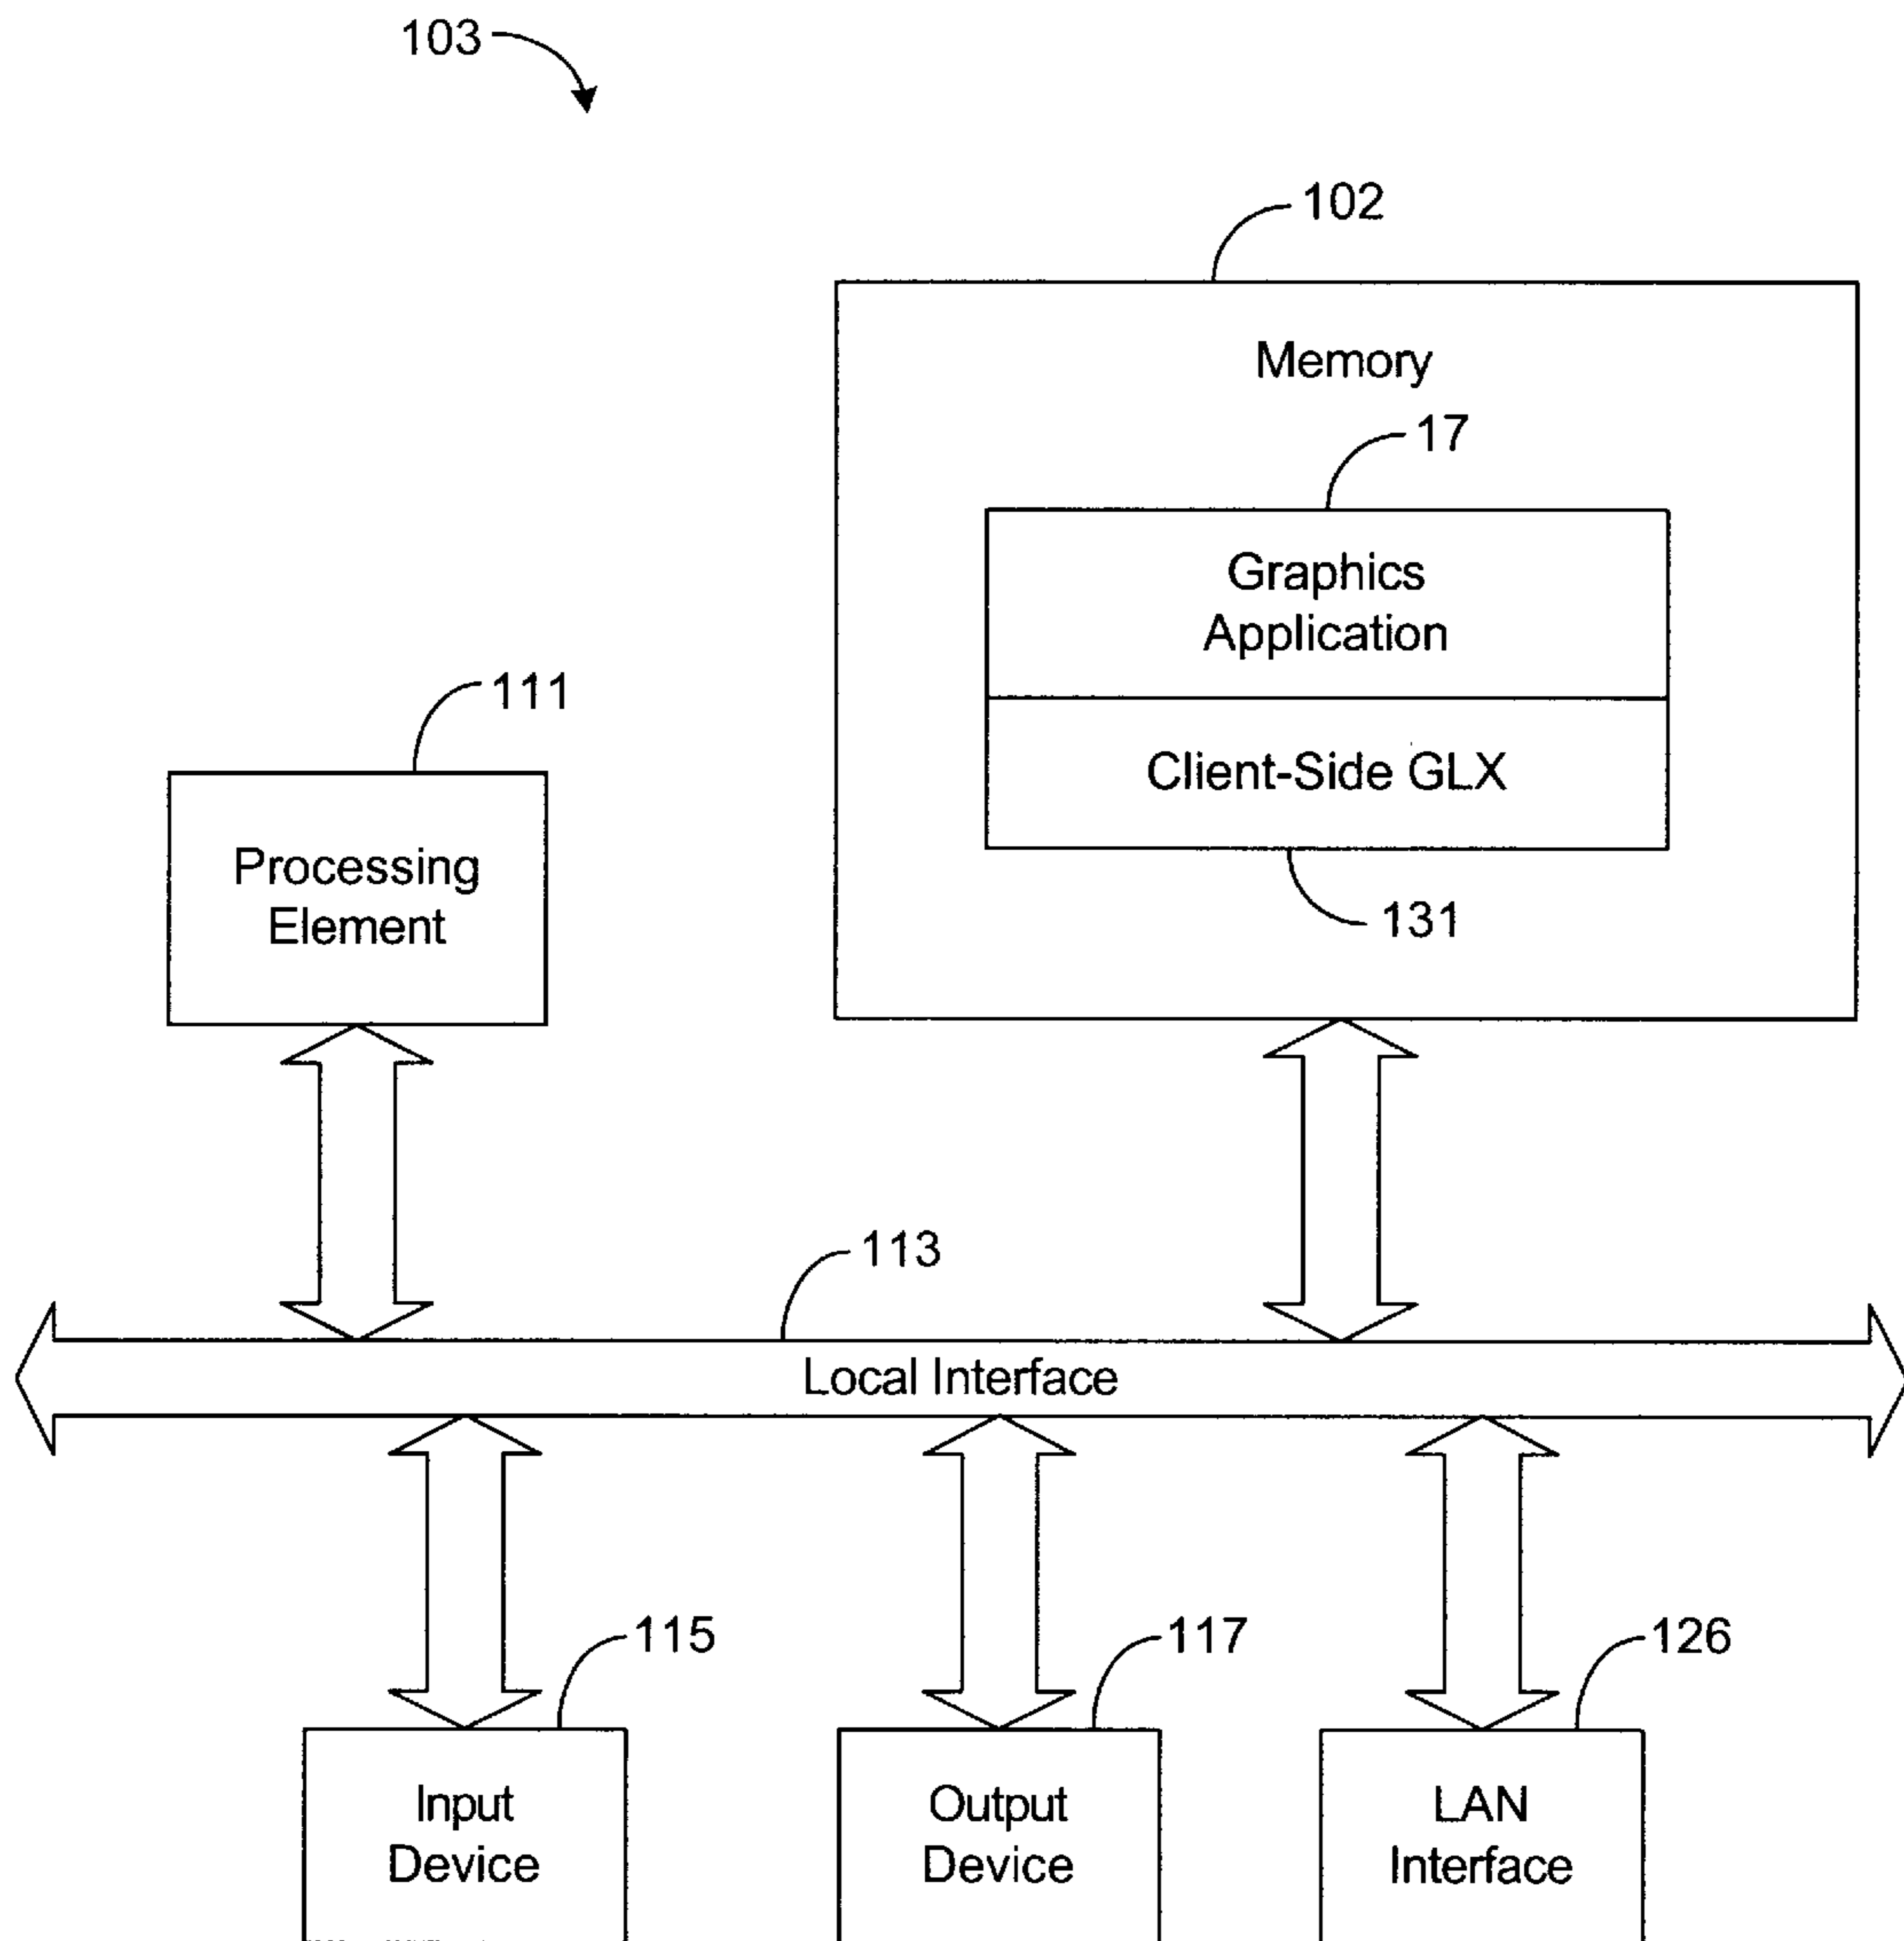 103
102
Memory
17
Graphics
Application
Client-Side GLX
131
111
Processing
Element
113
Local Interface
115
Input
Device
117
Output
Device
126
LAN
Interface